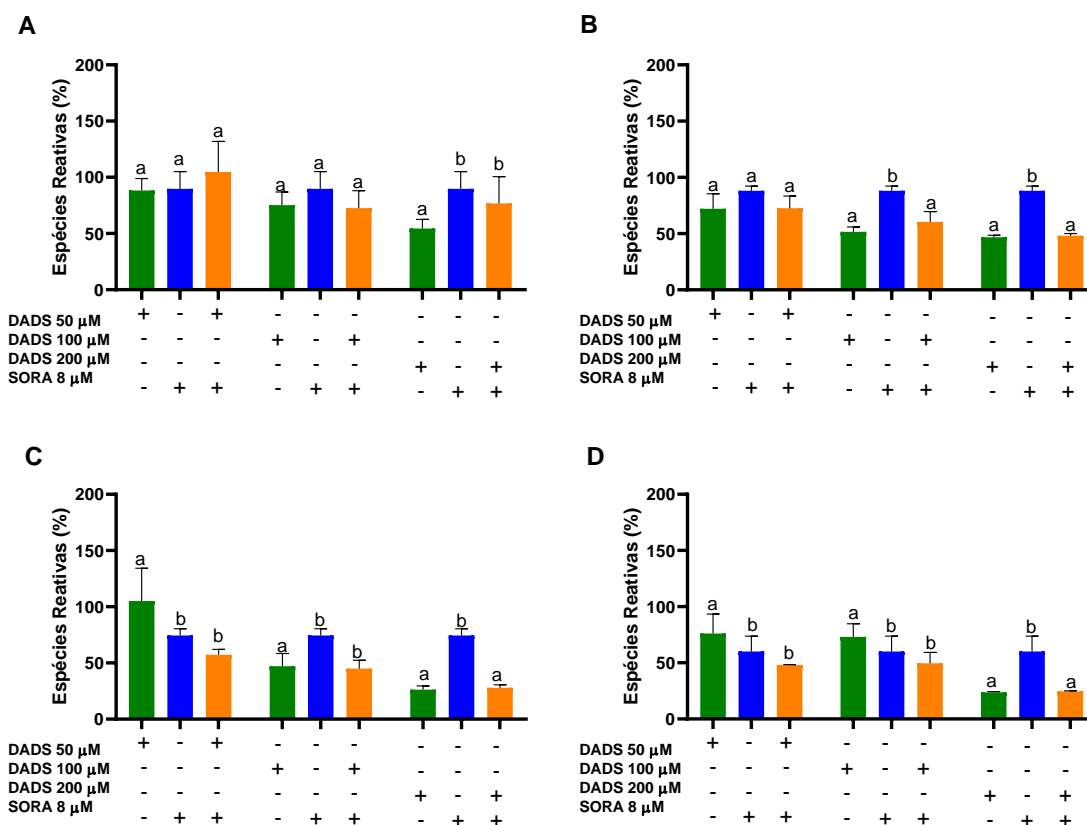 A
Espécies Reativas (%)
200
150
100
50
0
a a a a a a a b b
DADS 50 μM + - + - - - - - -
DADS 100 μM - - - + - + - - -
DADS 200 μM - - - - - - + - +
SORA 8 μM - + + - + + - + +
B
Espécies Reativas (%)
200
150
100
50
0
a a a a b a a b a
DADS 50 μM + - + - - - - - -
DADS 100 μM - - - + - + - - -
DADS 200 μM - - - - - - + - +
SORA 8 μM - + + - + + - + +
C
Espécies Reativas (%)
200
150
100
50
0
a b b a b b a b a
DADS 50 μM + - + - - - - - -
DADS 100 μM - - - + - + - - -
DADS 200 μM - - - - - - + - +
SORA 8 μM - + + - + + - + +
D
Espécies Reativas (%)
200
150
100
50
0
a b b a b b a b a
DADS 50 μM + - + - - - - - -
DADS 100 μM - - - + - + - - -
DADS 200 μM - - - - - - + - +
SORA 8 μM - + + - + + - + +